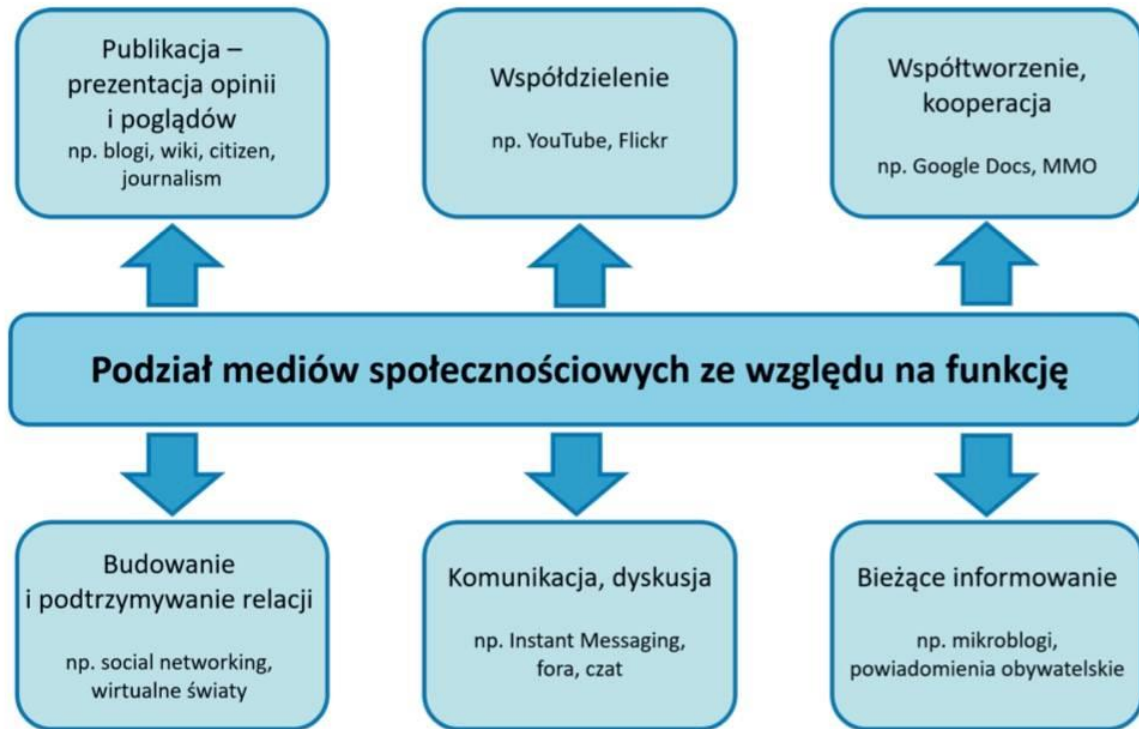 Publikacja –
prezentacja opinii
i poglądów
np. blogi, wiki, citizen,
journalism
Współdzielenie
np. YouTube, Flickr
Współtworzenie,
kooperacja
np. Google Docs, MMO
Podział mediów społecznościowych ze względu na funkcję
Budowanie
i podtrzymywanie relacji
np. social networking,
wirtualne światy
Komunikacja, dyskusja
np. Instant Messaging,
fora, czat
Bieżące informowanie
np. mikroblogi,
powiadomienia obywatelskie